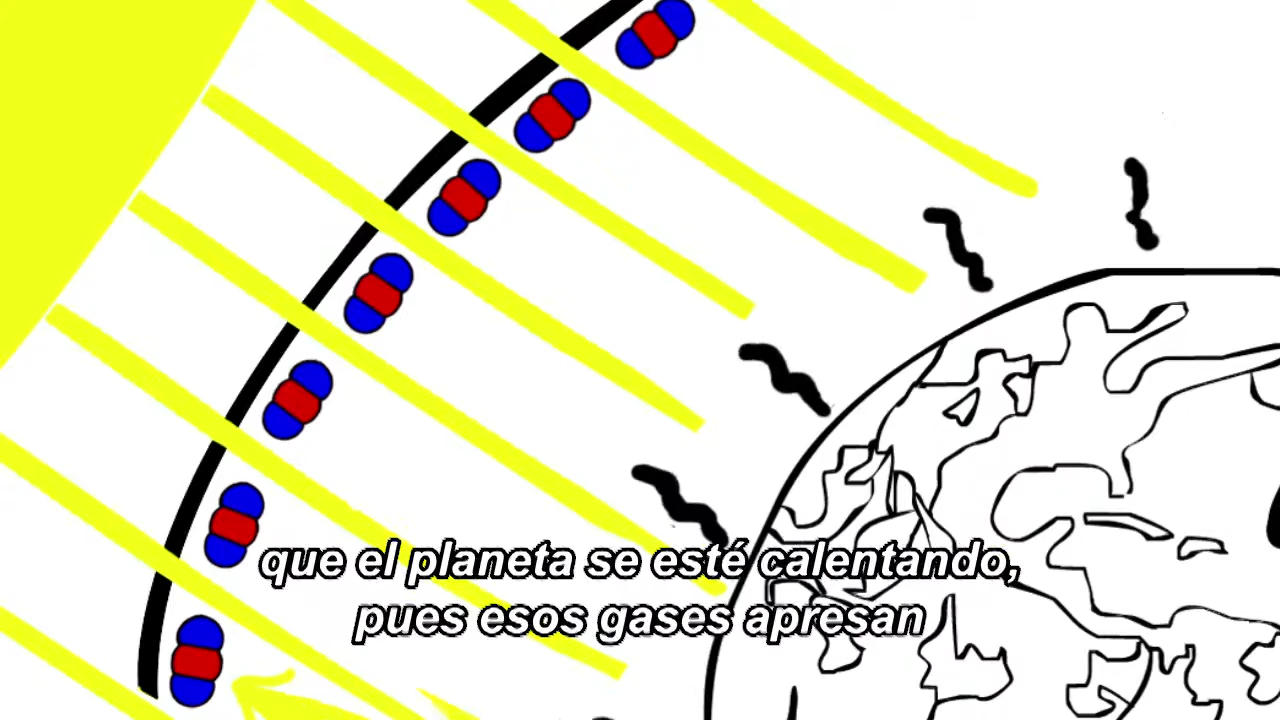 que el planeta se esté calentando,
pues esos gases apresan